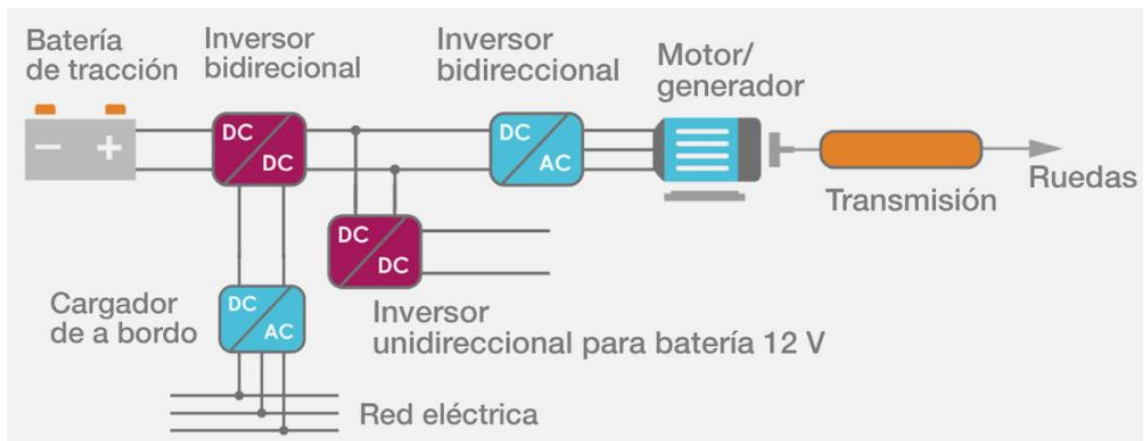 Batería
de tracción
Inversor
bidirecional
Inversor
bidireccional
Motor/
generador
DC
DC
DC
AC
Transmisión
Ruedas
DC
DC
Cargador
de a bordo
DC
AC
Inversor
unidireccional para batería 12 V
Red eléctrica